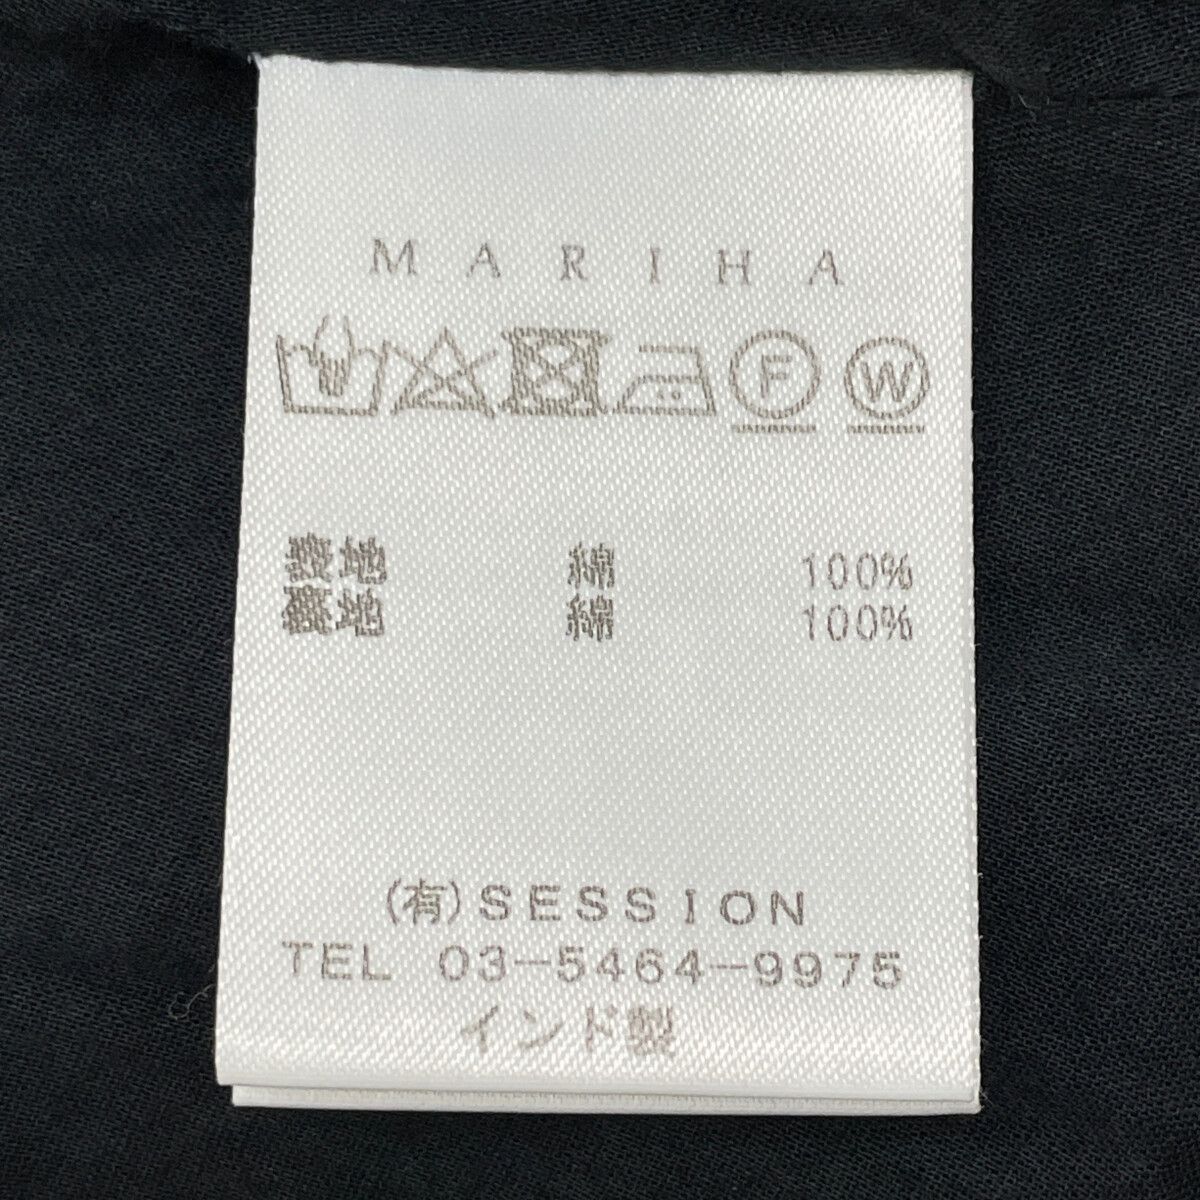 MARIHA
F W
表地 綿 100%
裏地 綿 100%
(有)SESSION
TEL 03-5464-9975
インド製